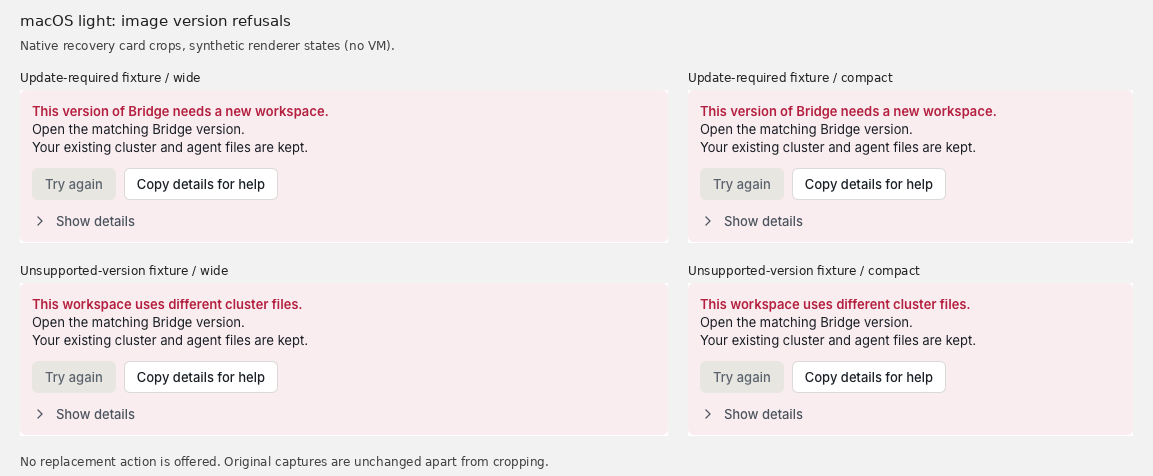 macOS light: image version refusals
Native recovery card crops, synthetic renderer states (no VM).
Update-required fixture / wide
This version of Bridge needs a new workspace.
Open the matching Bridge version.
Your existing cluster and agent files are kept.
Try again
Copy details for help
Show details
Update-required fixture / compact
This version of Bridge needs a new workspace.
Open the matching Bridge version.
Your existing cluster and agent files are kept.
Try again
Copy details for help
Show details
Unsupported-version fixture / wide
This workspace uses different cluster files.
Open the matching Bridge version.
Your existing cluster and agent files are kept.
Try again
Copy details for help
Show details
Unsupported-version fixture / compact
This workspace uses different cluster files.
Open the matching Bridge version.
Your existing cluster and agent files are kept.
Try again
Copy details for help
Show details
No replacement action is offered. Original captures are unchanged apart from cropping.